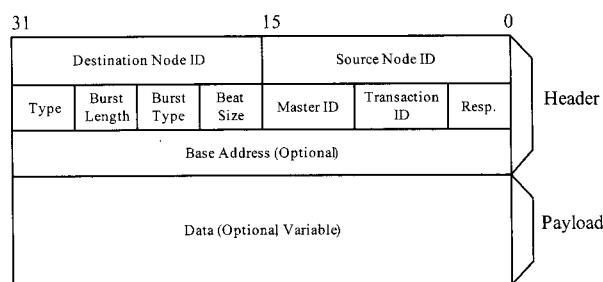 31 15 0
Destination Node ID Source Node ID
Type Burst Length Burst Type Beat Size Master ID Transaction ID Resp.
Header
Base Address (Optional)
Data (Optional Variable)
Payload